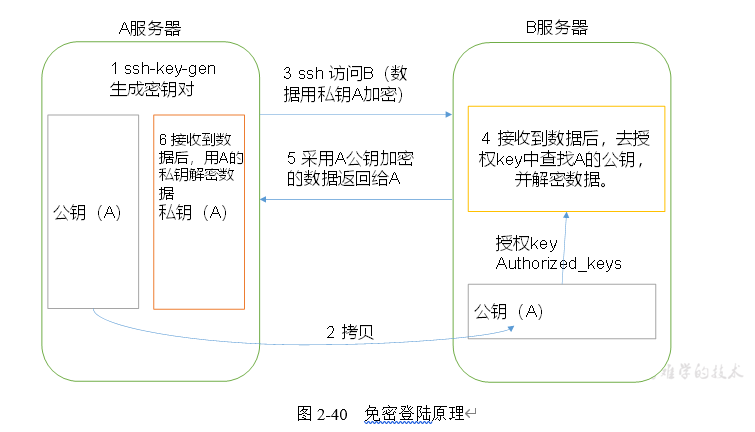 A服务器
B服务器
1 ssh-key-gen
生成密钥对
3 ssh 访问B（数
据用私钥A加密）
公钥（A）
6 接收到数
据后，用A的
私钥解密数
据
私钥（A）
5 采用A公钥加密
的数据返回给A
4 接收到数据后，去授
权key中查找A的公钥，
并解密数据。
授权key
Authorized_keys
公钥（A）
2 拷贝
学的技术
图 2-40 免密登陆原理